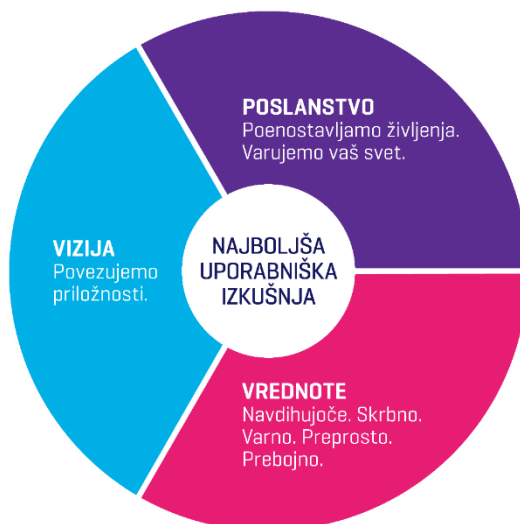 POSLANSTVO
Poenostavljamo življenja.
Varujemo vaš svet.
VIZIJA
Povezujemo
priložnosti.
NAJBOLJŠA
UPORABNIŠKA
IZKUŠNJA
VREDNOTE
Navdihujoče. Skrbno.
Varno. Preprosto.
Prebojno.